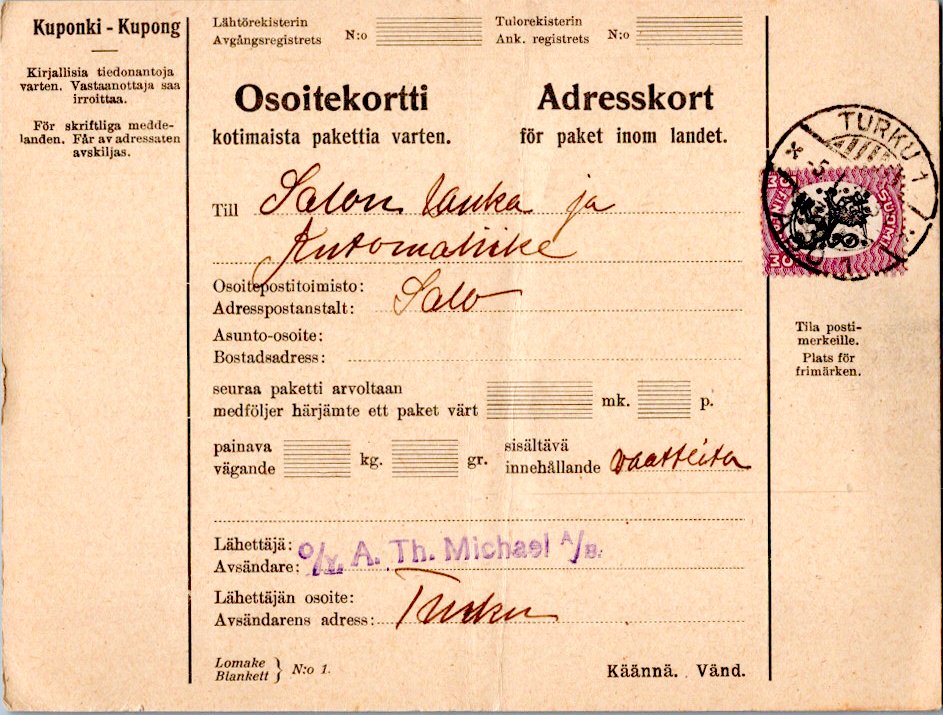 Kuponki - Kupong
Kirjallisia tiedonantoja
varten. Vastaanottaja saa
irroittaa.
För skriftliga medde-
landen. Får av adressaten
avskiljas.
Lähtörekisterin
Avgångsregistrets N:o
Tulorekisterin
Ank. registrets N:o
Osoitekortti
kotimaista pakettia varten.
Adresskort
för paket inom landet.
Till Salon Lanka ja
Osoitepostitoimisto:
Adresspostanstalt: Salo
Asunto-osoite:
Bostadsadress:
seuraa paketti arvoltaan
medföljer härjämte ett paket värt mk. p.
painava
vägande kg. gr.
sisältävä
innehållande vaatteita
Lähettäjä:
Avsändare: O/Y. A. Th. Michael A/B.
Lähettäjän osoite:
Avsändarens adress: Turku
Lomake
Blankett } N:o 1.
Käännä. Vänd.
TURKU 1
SUOMI
Tila posti-
merkeille.
Plats för
frimärken.